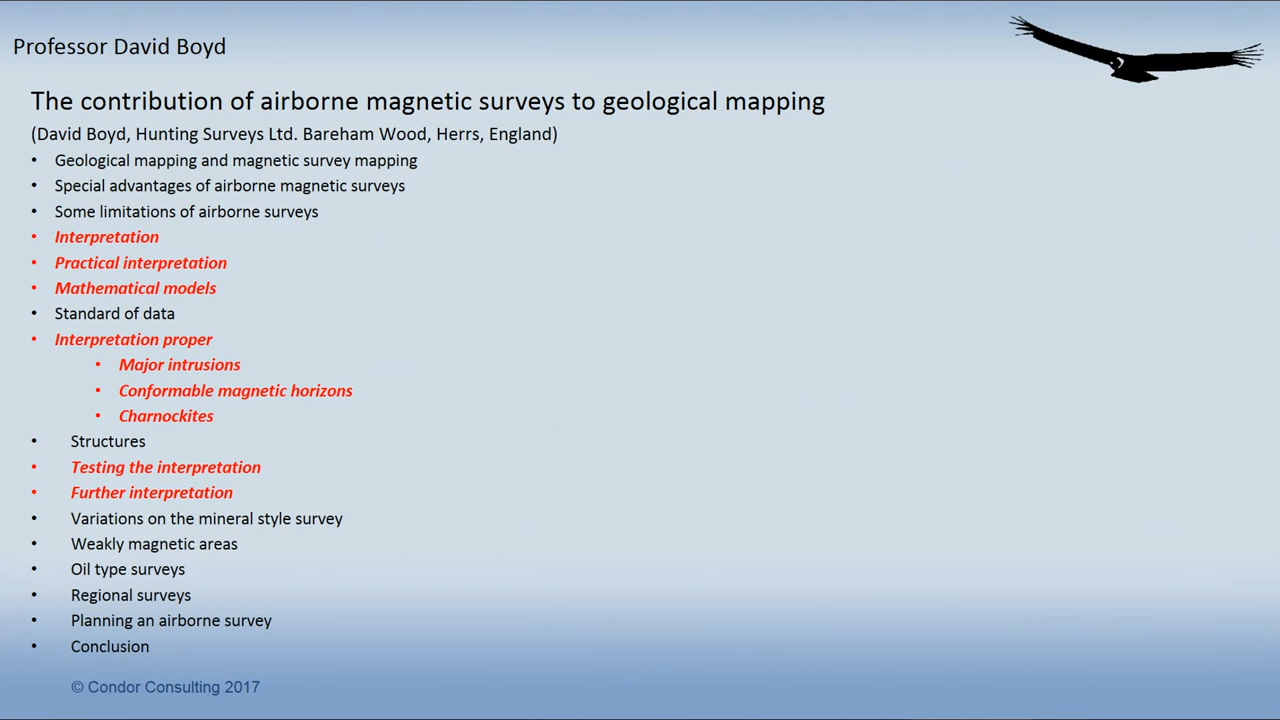 Professor David Boyd
The contribution of airborne magnetic surveys to geological mapping
(David Boyd, Hunting Surveys Ltd. Bareham Wood, Herrs, England)
• Geological mapping and magnetic survey mapping
• Special advantages of airborne magnetic surveys
• Some limitations of airborne surveys
• Interpretation
• Practical interpretation
• Mathematical models
• Standard of data
• Interpretation proper
• Major intrusions
• Conformable magnetic horizons
• Charnockites
• Structures
• Testing the interpretation
• Further interpretation
• Variations on the mineral style survey
• Weakly magnetic areas
• Oil type surveys
• Regional surveys
• Planning an airborne survey
• Conclusion
© Condor Consulting 2017